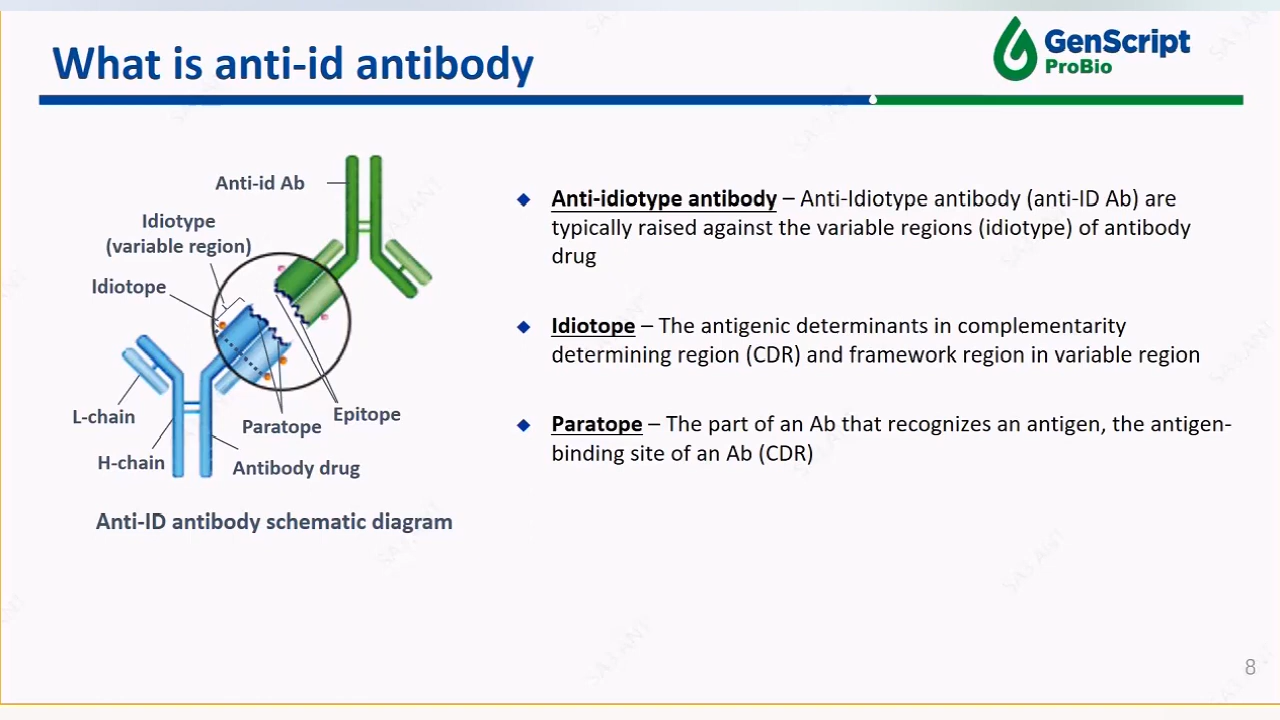 What is anti-id antibody
GenScript
ProBio
Anti-id Ab
Idiotype
(variable region)
Idiotope
L-chain
H-chain
Paratope
Epitope
Antibody drug
Anti-ID antibody schematic diagram
Anti-idiotype antibody – Anti-Idiotype antibody (anti-ID Ab) are
typically raised against the variable regions (idiotype) of antibody
drug
Idiotope – The antigenic determinants in complementarity
determining region (CDR) and framework region in variable region
Paratope – The part of an Ab that recognizes an antigen, the antigen-
binding site of an Ab (CDR)
8